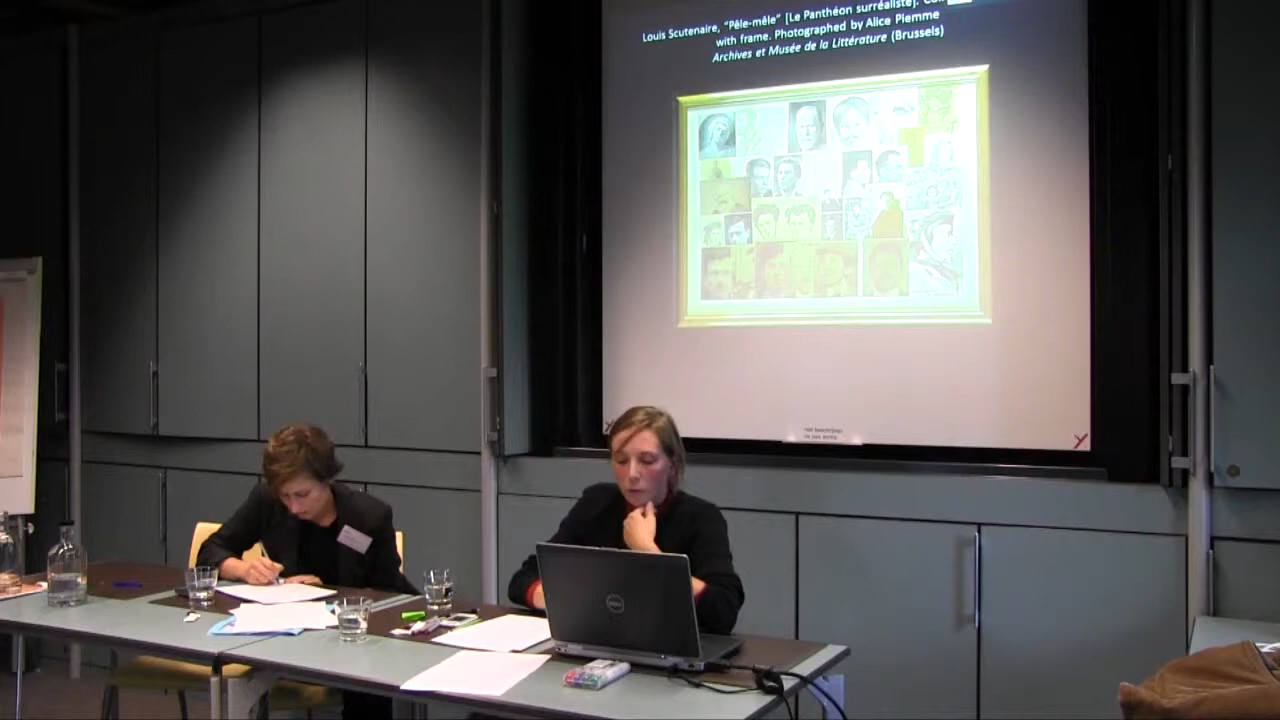 Louis Scutenaire, "Pêle-mêle" [Le Panthéon surréaliste].
with frame. Photographed by Alice Piemme
Archives et Musée de la Littérature (Brussels)
DELL